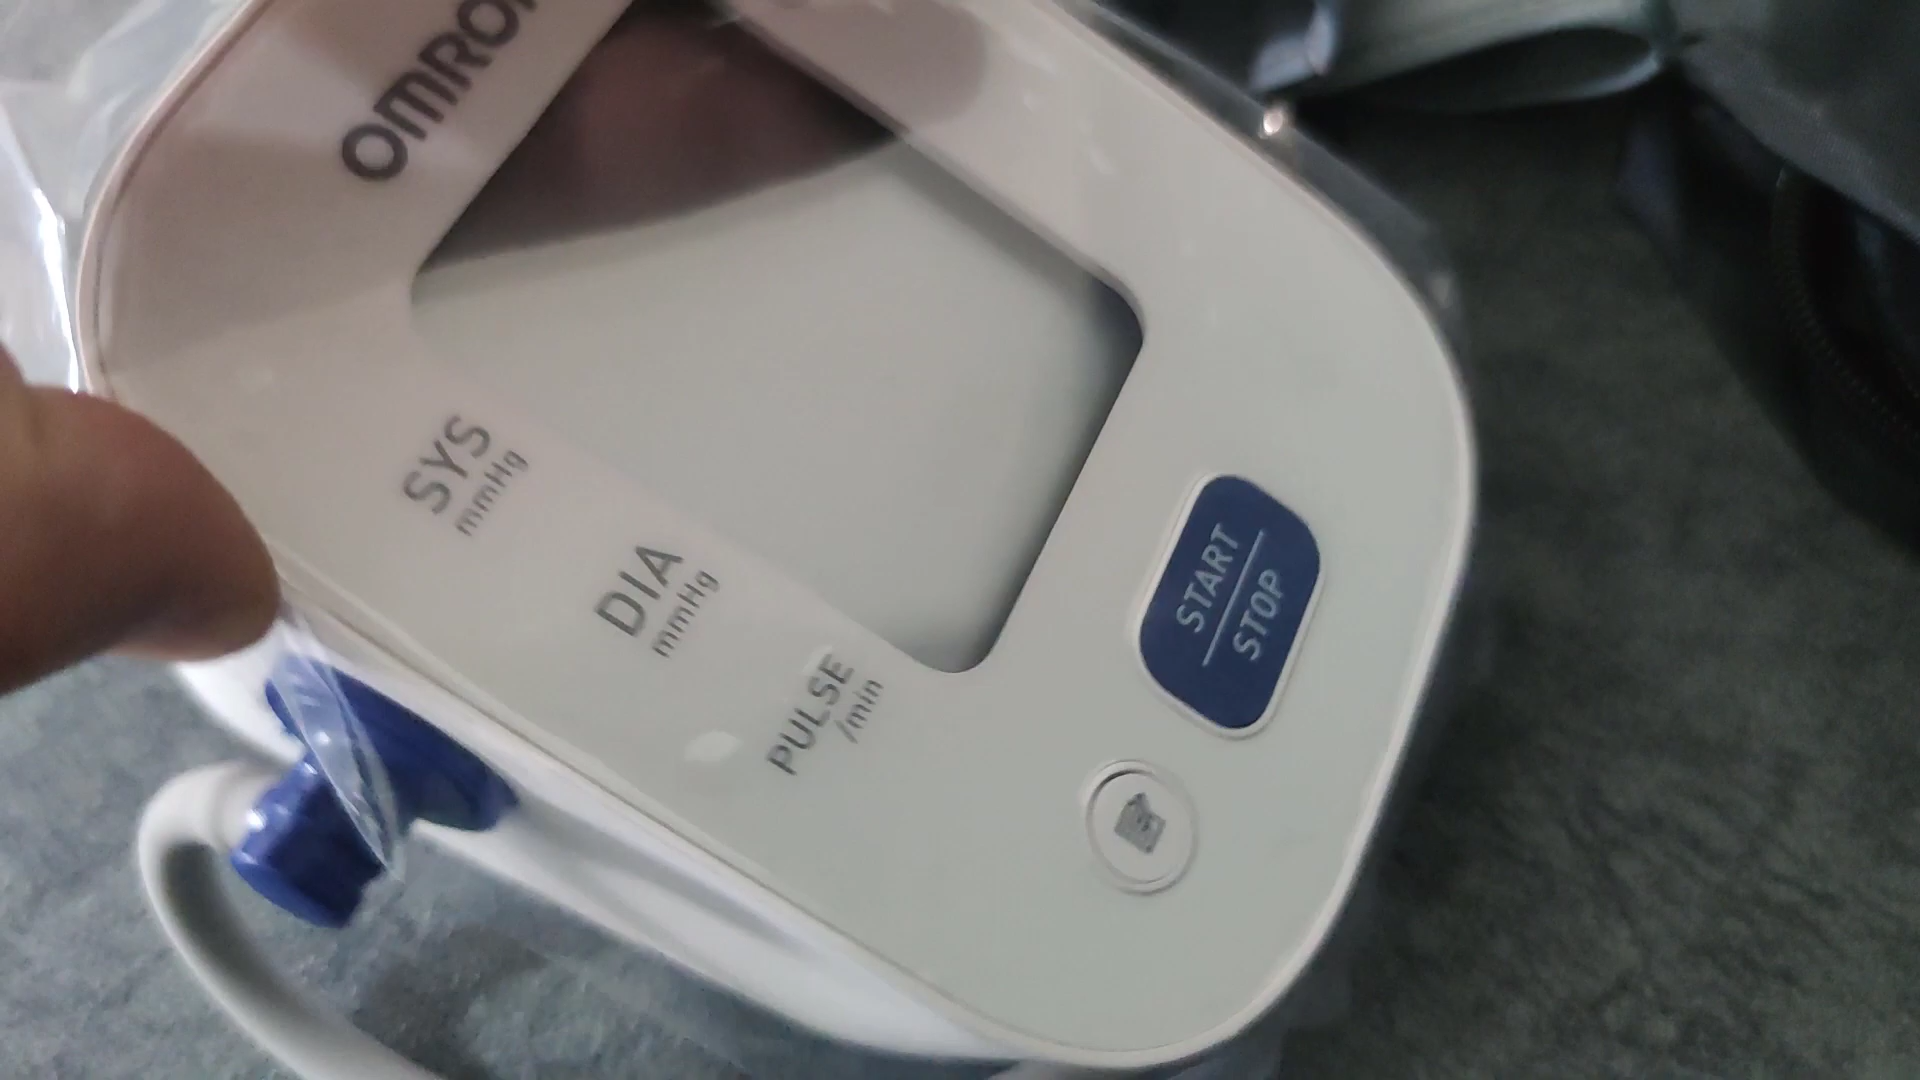 OMRON
SYS
mmHg
DIA
mmHg
PULSE
/min
START
STOP